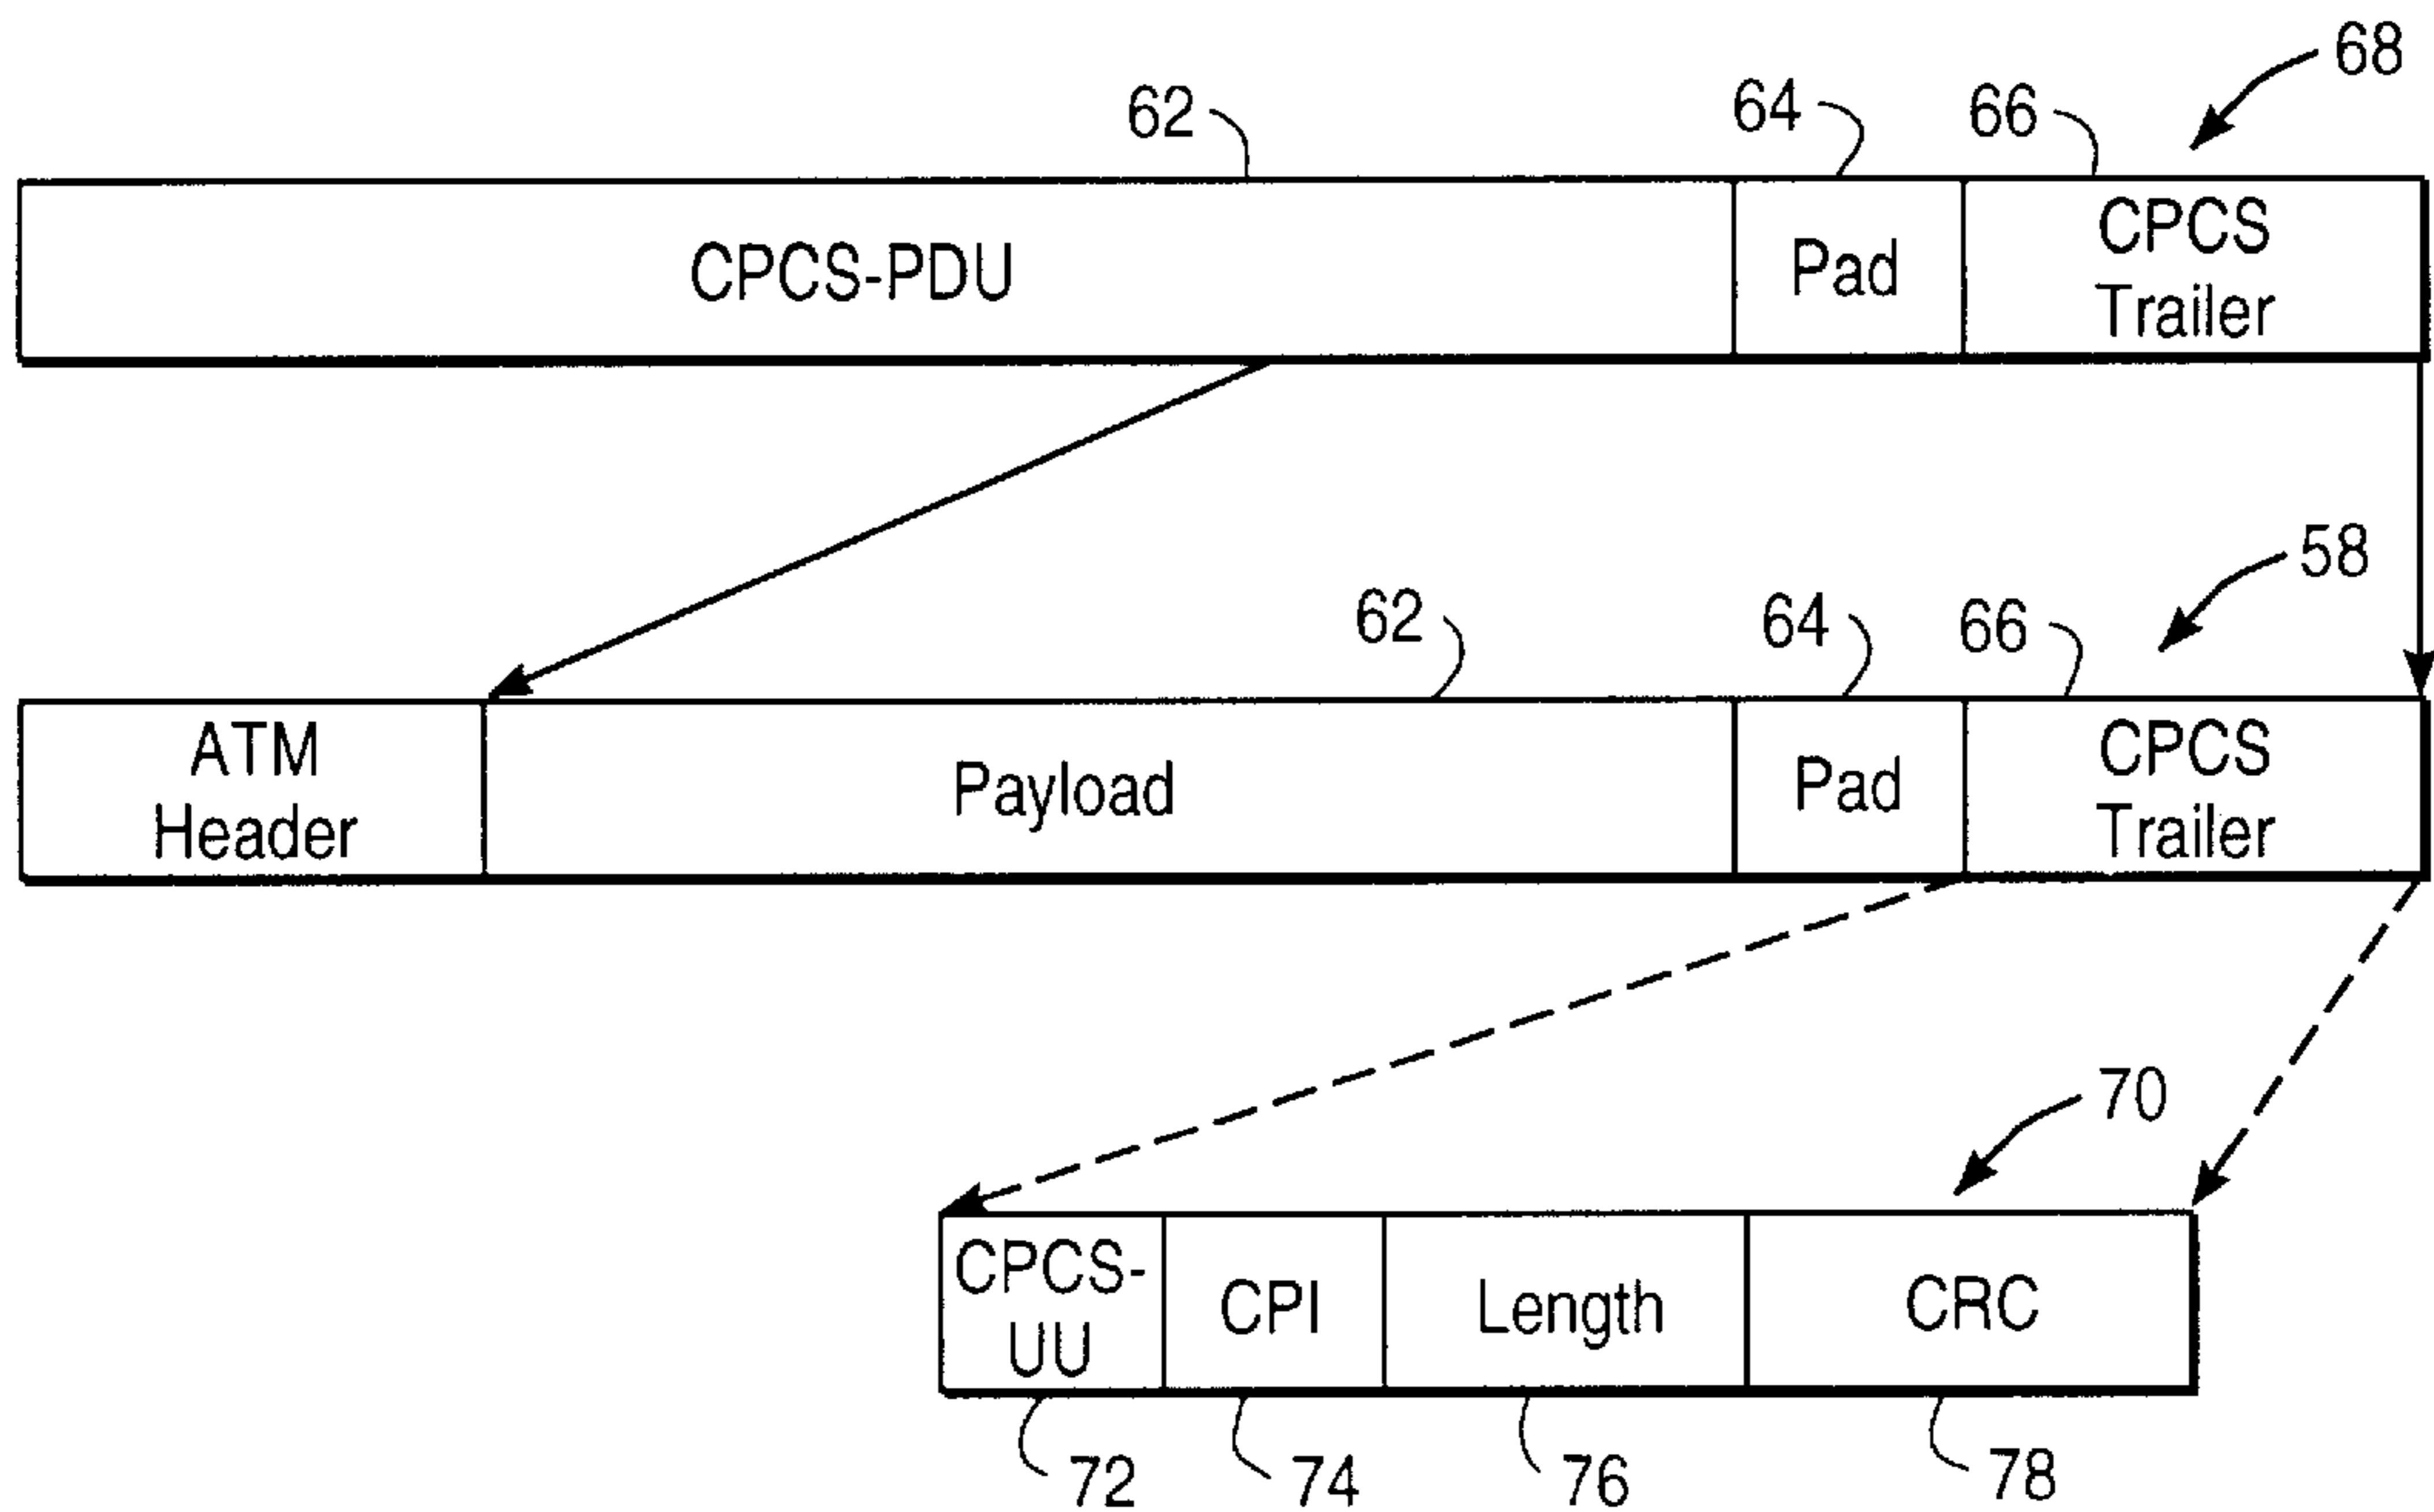 68
62
64
66
CPCS-PDU
Pad
CPCS
Trailer
58
62
64
66
ATM
Header
Payload
Pad
CPCS
Trailer
70
CPCS-
UU
CPI
Length
CRC
72
74
76
78